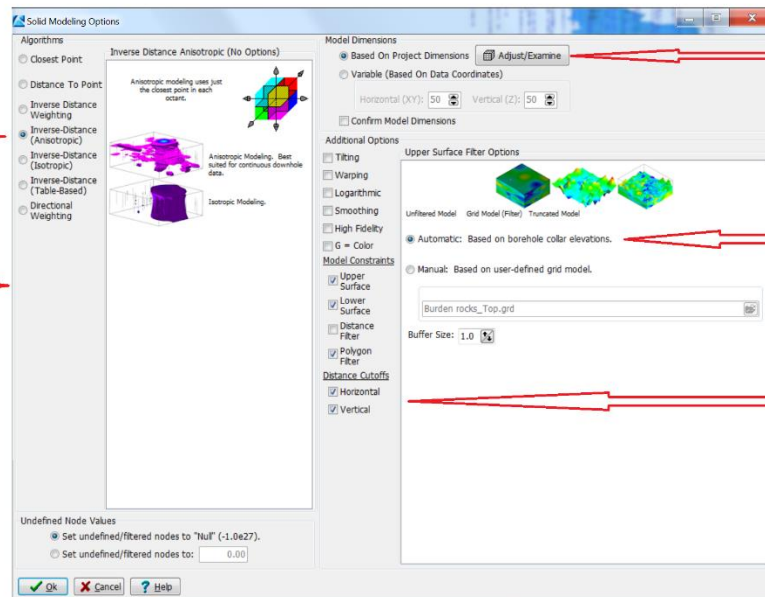 Solid Modeling Options
Algorithms
Closest Point
Distance To Point
Inverse Distance
Weighting
Inverse-Distance
(Anisotropic)
Inverse-Distance
(Isotropic)
Inverse-Distance
(Table-Based)
Directional
Weighting
Inverse Distance Anisotropic (No Options)
Anisotropic modeling uses just
the closest point in each
octant.
Anisotropic Modeling. Best
suited for continuous downhole
data.
Isotropic Modeling.
Undefined Node Values
Set undefined/filtered nodes to "Null" (-1.0e27).
Set undefined/filtered nodes to: 0.00
Ok Cancel ? Help
Model Dimensions
Based On Project Dimensions Adjust/Examine
Variable (Based On Data Coordinates)
Horizontal (XY): 50 Vertical (Z): 50
Confirm Model Dimensions
Additional Options
Tilting
Warping
Logarithmic
Smoothing
High Fidelity
G = Color
Model Constraints
Upper
Surface
Lower
Surface
Distance
Filter
Polygon
Filter
Distance Cutoffs
Horizontal
Vertical
Upper Surface Filter Options
Unfiltered Model Grid Model (Filter) Truncated Model
Automatic: Based on borehole collar elevations.
Manual: Based on user-defined grid model.
Burden rocks_Top.grd
Buffer Size: 1.0